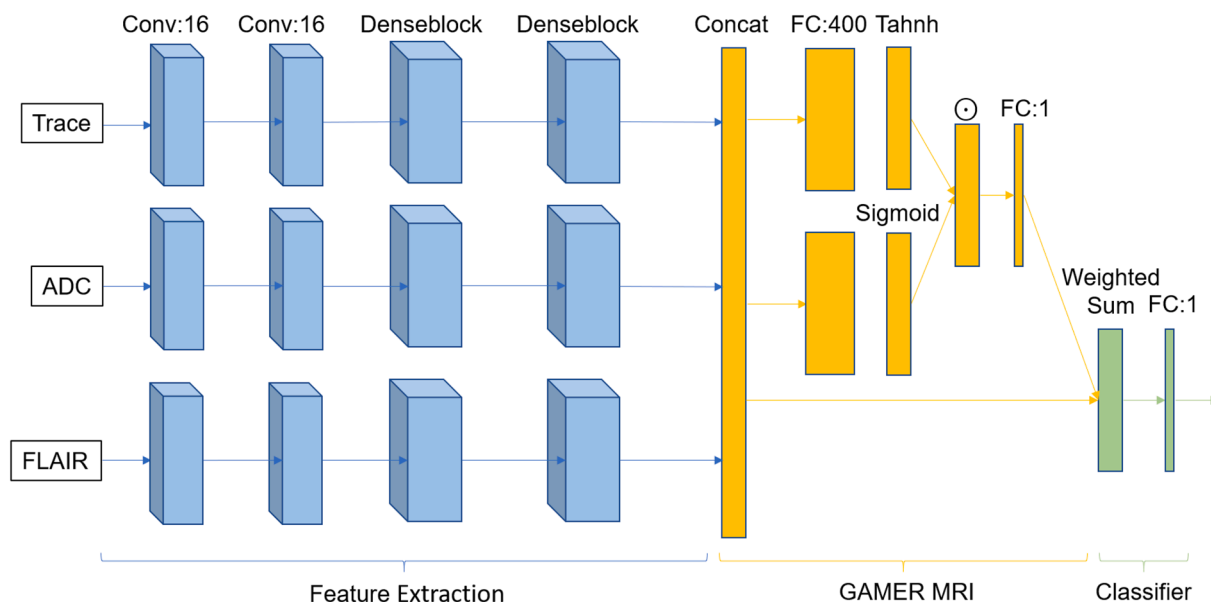 Conv:16 Conv:16 Denseblock Denseblock Concat FC:400 Tahnh
Trace
⊙ FC:1
Sigmoid
ADC
Weighted
Sum FC:1
FLAIR
Feature Extraction GAMER MRI Classifier